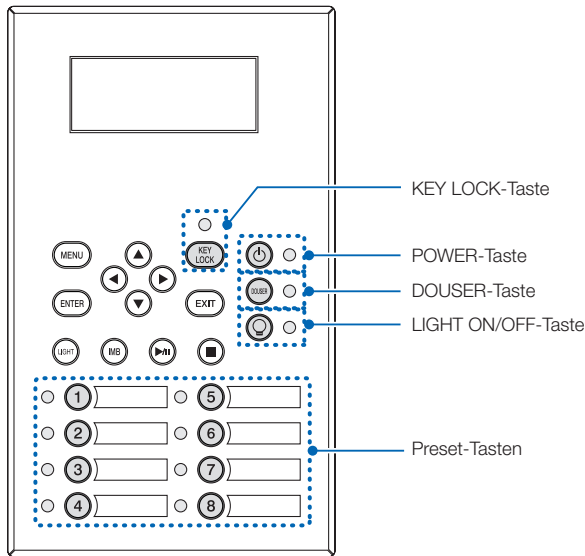 KEY LOCK-Taste
MENU
KEY
LOCK
POWER-Taste
DOUSER
DOUSER-Taste
ENTER
EXIT
LIGHT ON/OFF-Taste
LIGHT
IMB
1
5
2
6
Preset-Tasten
3
7
4
8